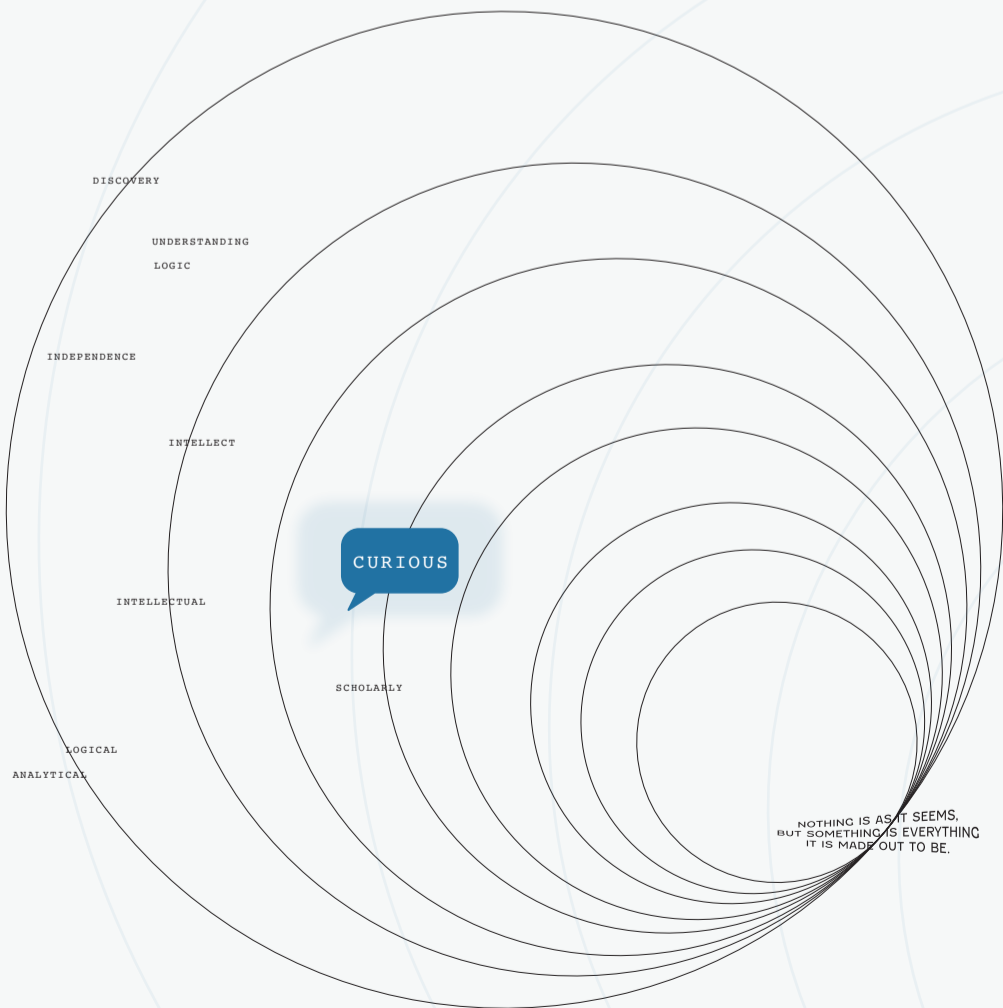 DISCOVERY
UNDERSTANDING
LOGIC
INDEPENDENCE
INTELLECT
CURIOUS
INTELLECTUAL
SCHOLARLY
LOGICAL
ANALYTICAL
NOTHING IS AS IT SEEMS,
BUT SOMETHING IS EVERYTHING
IT IS MADE OUT TO BE.